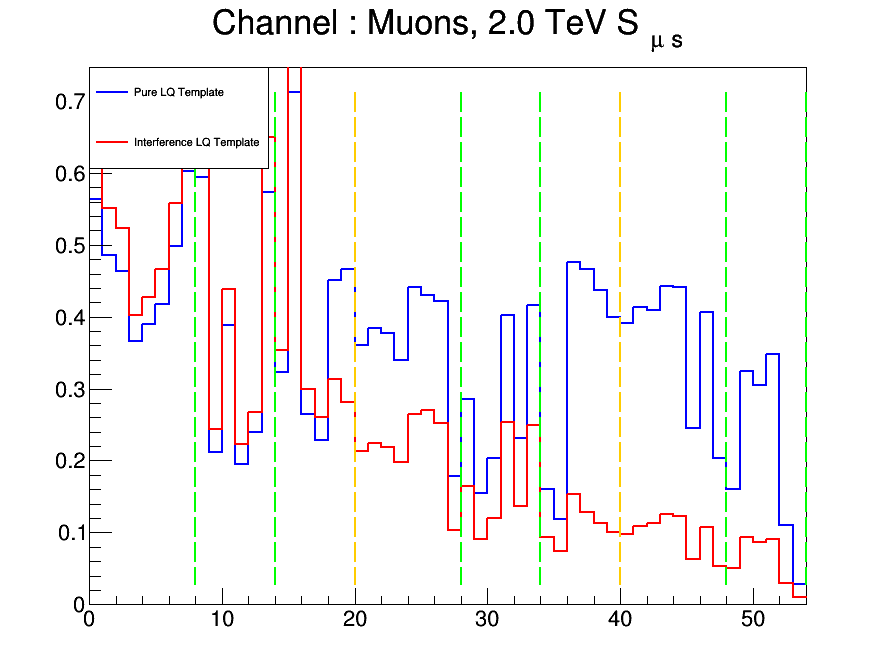 Channel : Muons, 2.0 TeV S μ s
Pure LQ Template
Interference LQ Template
0.7
0.6
0.5
0.4
0.3
0.2
0.1
0
0 10 20 30 40 50